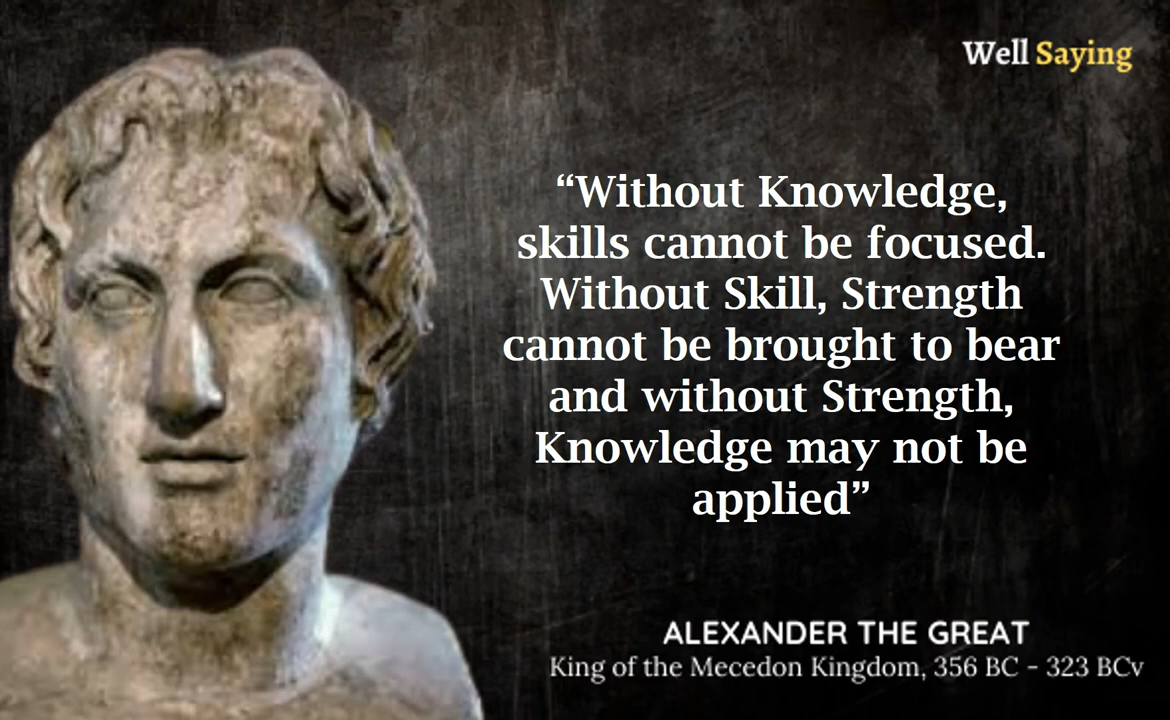 Well Saying
“Without Knowledge,
skills cannot be focused.
Without Skill, Strength
cannot be brought to bear
and without Strength,
Knowledge may not be
applied”
ALEXANDER THE GREAT
King of the Mecedon Kingdom, 356 BC – 323 BCv